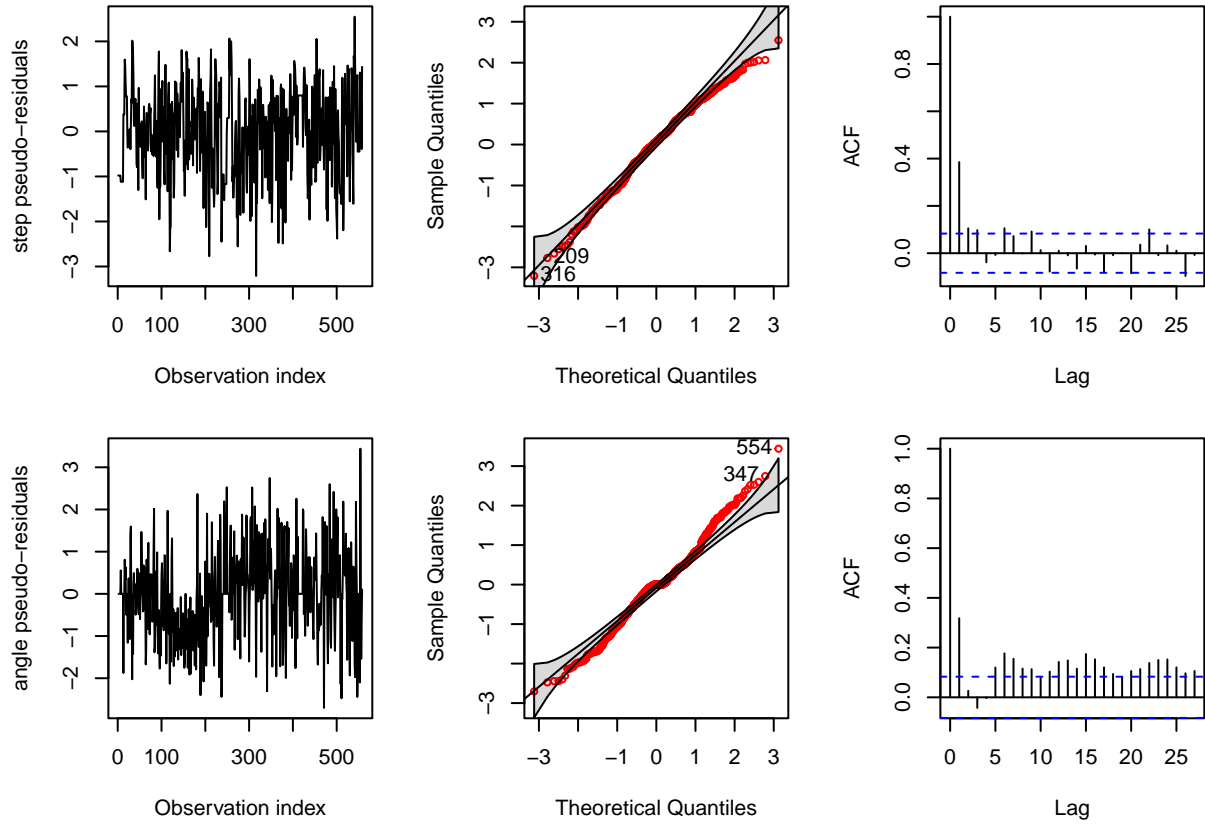 step pseudo-residuals
2
1
0
−1
−2
−3
0 100 300 500
Observation index
Sample Quantiles
3
2
1
0
−1
−3
209
316
−3 −1 0 1 2 3
Theoretical Quantiles
ACF
0.8
0.4
0.0
0 5 10 15 20 25
Lag
angle pseudo-residuals
3
2
1
0
−1
−2
0 100 300 500
Observation index
Sample Quantiles
3
2
1
0
−1
−3
554
347
−3 −1 0 1 2 3
Theoretical Quantiles
ACF
1.0
0.8
0.6
0.4
0.2
0.0
0 5 10 15 20 25
Lag